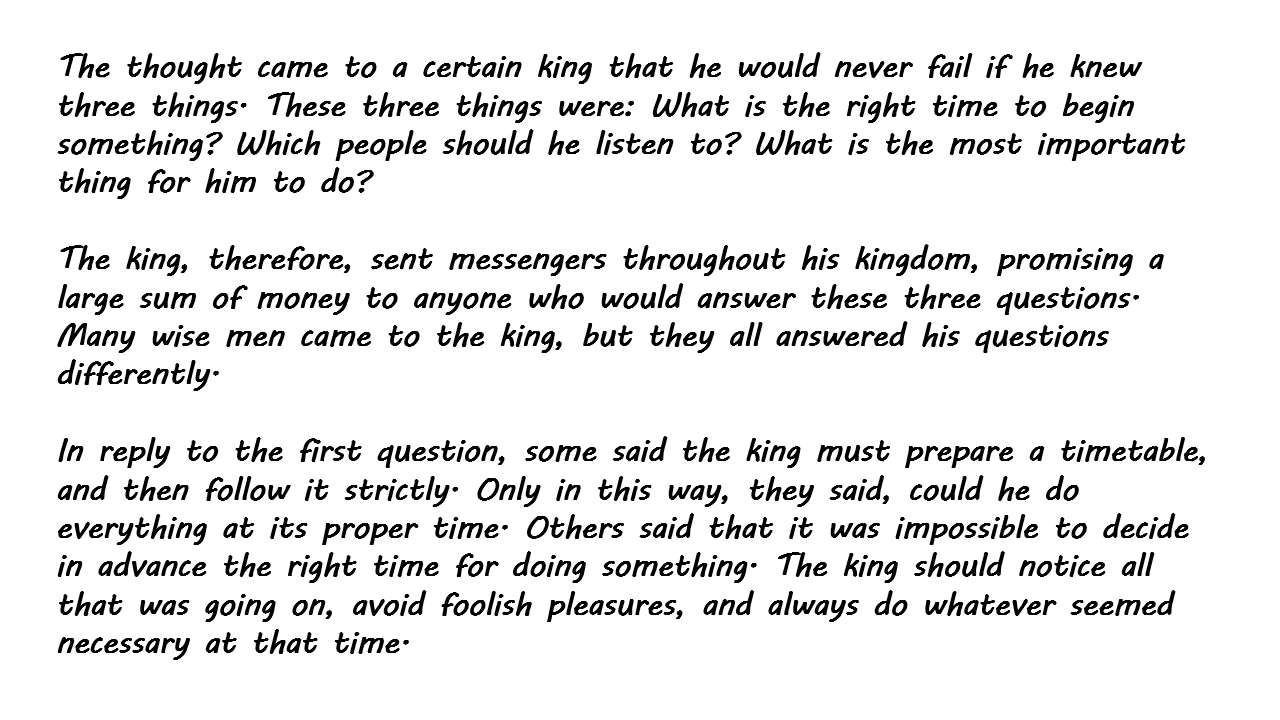 The thought came to a certain king that he would never fail if he knew
three things. These three things were: What is the right time to begin
something? Which people should he listen to? What is the most important
thing for him to do?
The king, therefore, sent messengers throughout his kingdom, promising a
large sum of money to anyone who would answer these three questions.
Many wise men came to the king, but they all answered his questions
differently.
In reply to the first question, some said the king must prepare a timetable,
and then follow it strictly. Only in this way, they said, could he do
everything at its proper time. Others said that it was impossible to decide
in advance the right time for doing something. The king should notice all
that was going on, avoid foolish pleasures, and always do whatever seemed
necessary at that time.